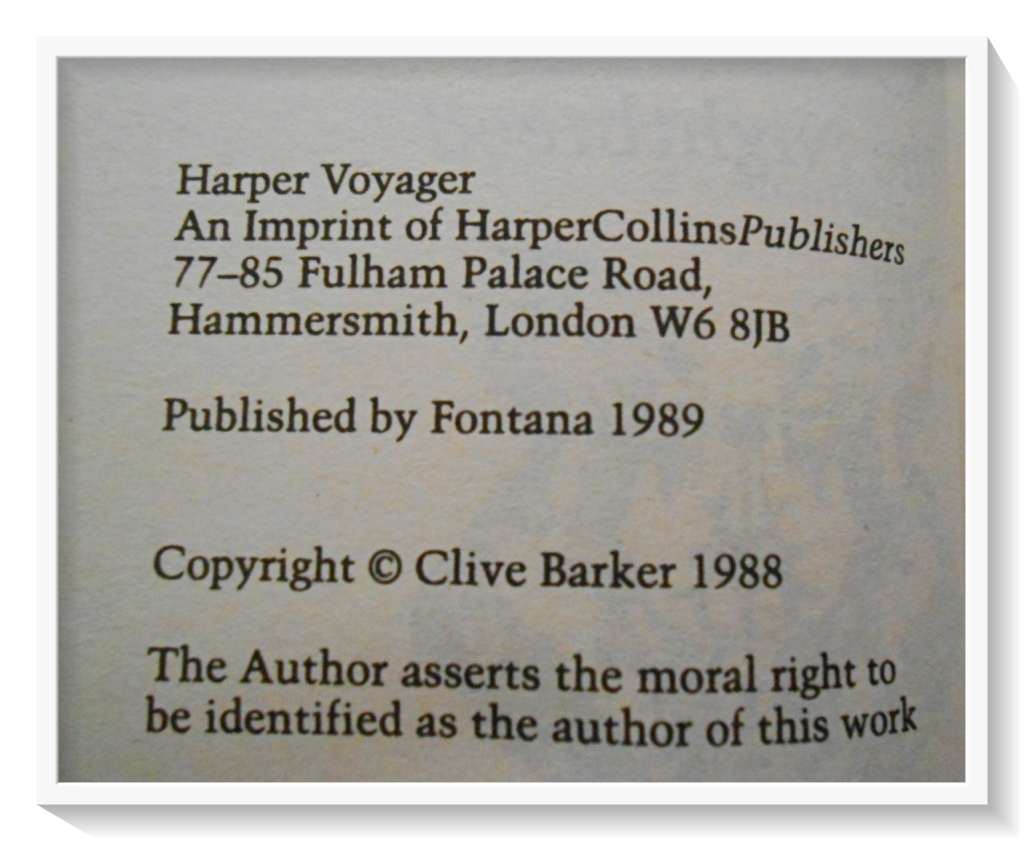 Harper Voyager
An Imprint of HarperCollinsPublishers
77–85 Fulham Palace Road,
Hammersmith, London W6 8JB
Published by Fontana 1989
Copyright © Clive Barker 1988
The Author asserts the moral right to
be identified as the author of this work